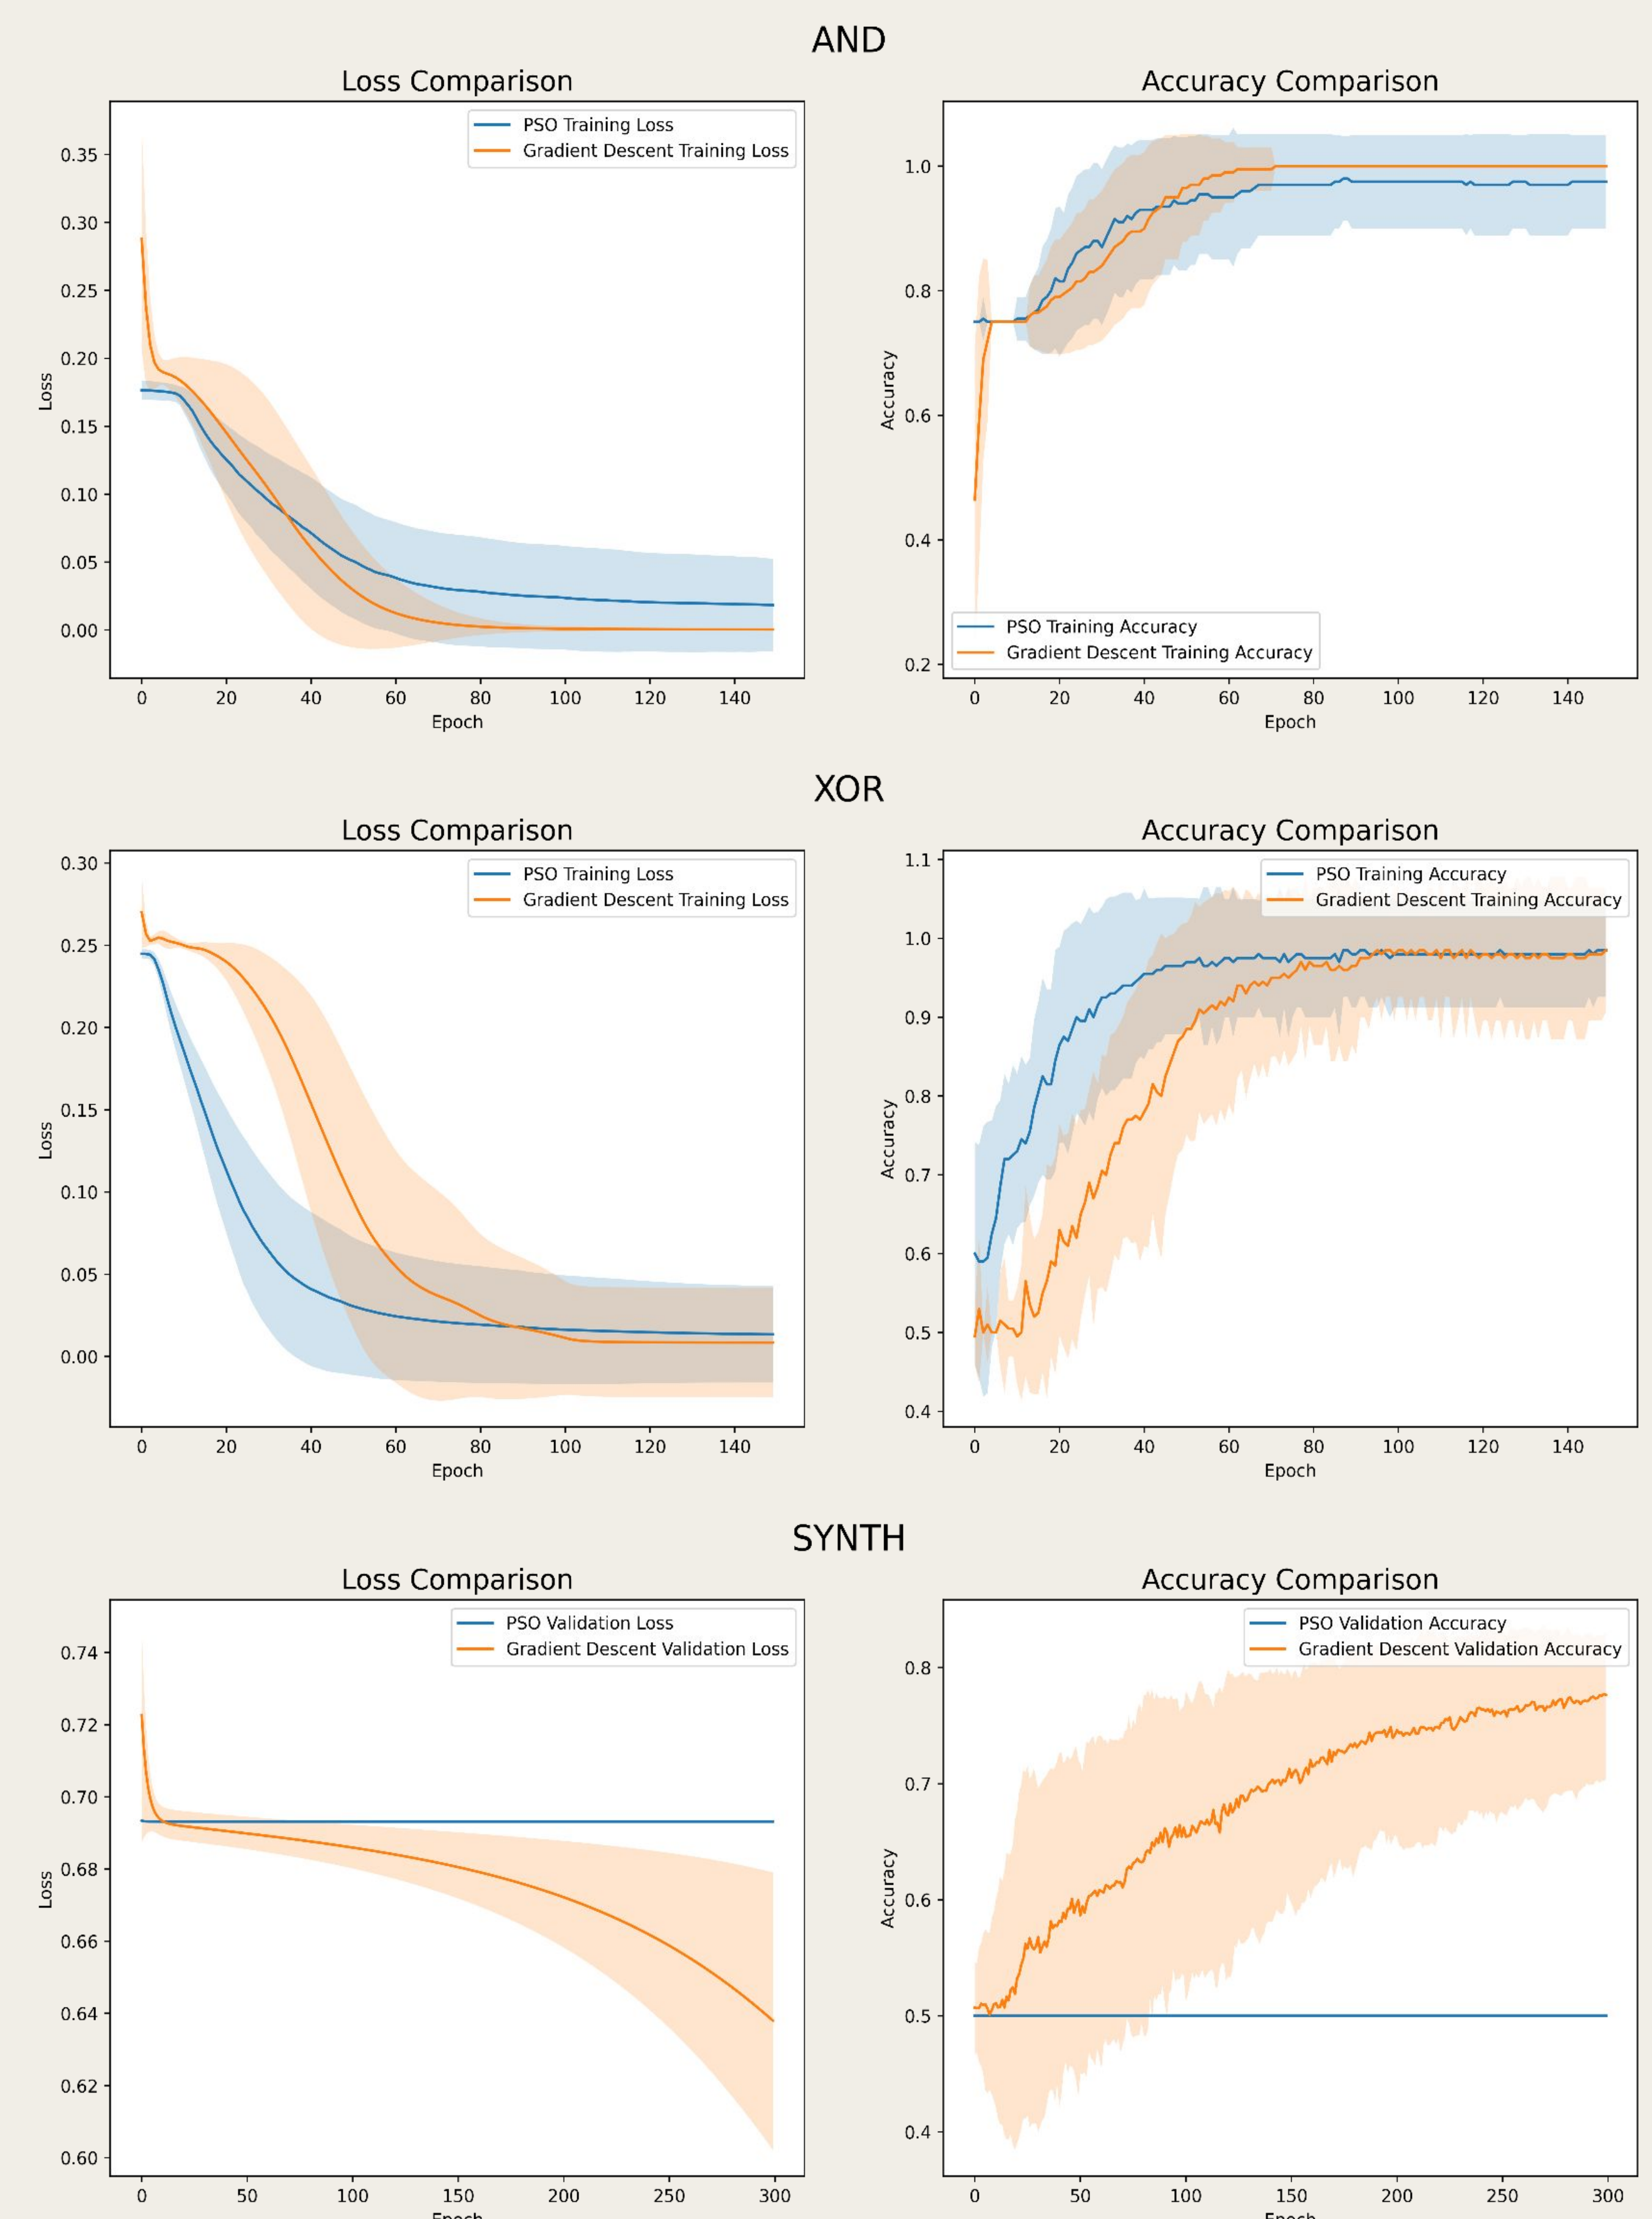 AND
Loss Comparison
PSO Training Loss
Gradient Descent Training Loss
0.35
0.30
0.25
0.20
0.15
0.10
0.05
0.00
Loss
0 20 40 60 80 100 120 140
Epoch
Accuracy Comparison
1.0
0.8
0.6
0.4
0.2
Accuracy
PSO Training Accuracy
Gradient Descent Training Accuracy
0 20 40 60 80 100 120 140
Epoch
XOR
Loss Comparison
PSO Training Loss
Gradient Descent Training Loss
0.30
0.25
0.20
0.15
0.10
0.05
0.00
Loss
0 20 40 60 80 100 120 140
Epoch
Accuracy Comparison
PSO Training Accuracy
Gradient Descent Training Accuracy
1.1
1.0
0.9
0.8
0.7
0.6
0.5
0.4
Accuracy
0 20 40 60 80 100 120 140
Epoch
SYNTH
Loss Comparison
PSO Validation Loss
Gradient Descent Validation Loss
0.74
0.72
0.70
0.68
0.66
0.64
0.62
0.60
Loss
0 50 100 150 200 250 300
Epoch
Accuracy Comparison
PSO Validation Accuracy
Gradient Descent Validation Accuracy
0.8
0.7
0.6
0.5
0.4
Accuracy
0 50 100 150 200 250 300
Epoch